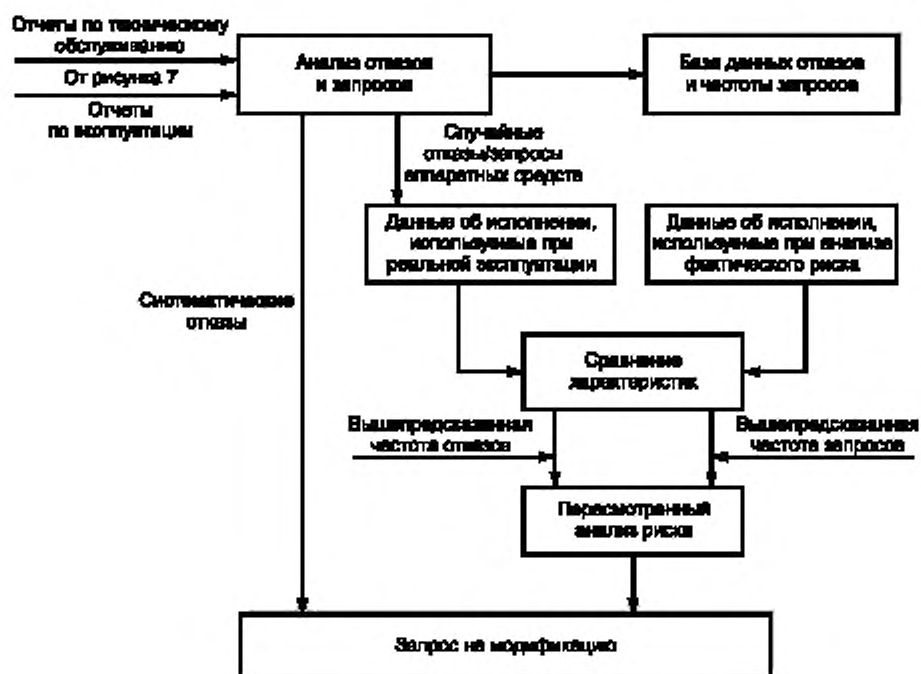 Отчеты по техническому
обслуживанию
От рисунка 7
Отчеты
по эксплуатации
Анализ отказов
и запросов
База данных отказов
и частоты запросов
Случайные
отказы/запросы
аппаратных средств
Данные об исполнении,
используемые при
реальной эксплуатации
Данные об исполнении,
используемые при анализе
фактического риска
Систематические
отказы
Сравнение
характеристик
Вышепредсказанная
частота отказов
Вышепредсказанная
частота запросов
Пересмотренный
анализ риска
Запрос на модификацию